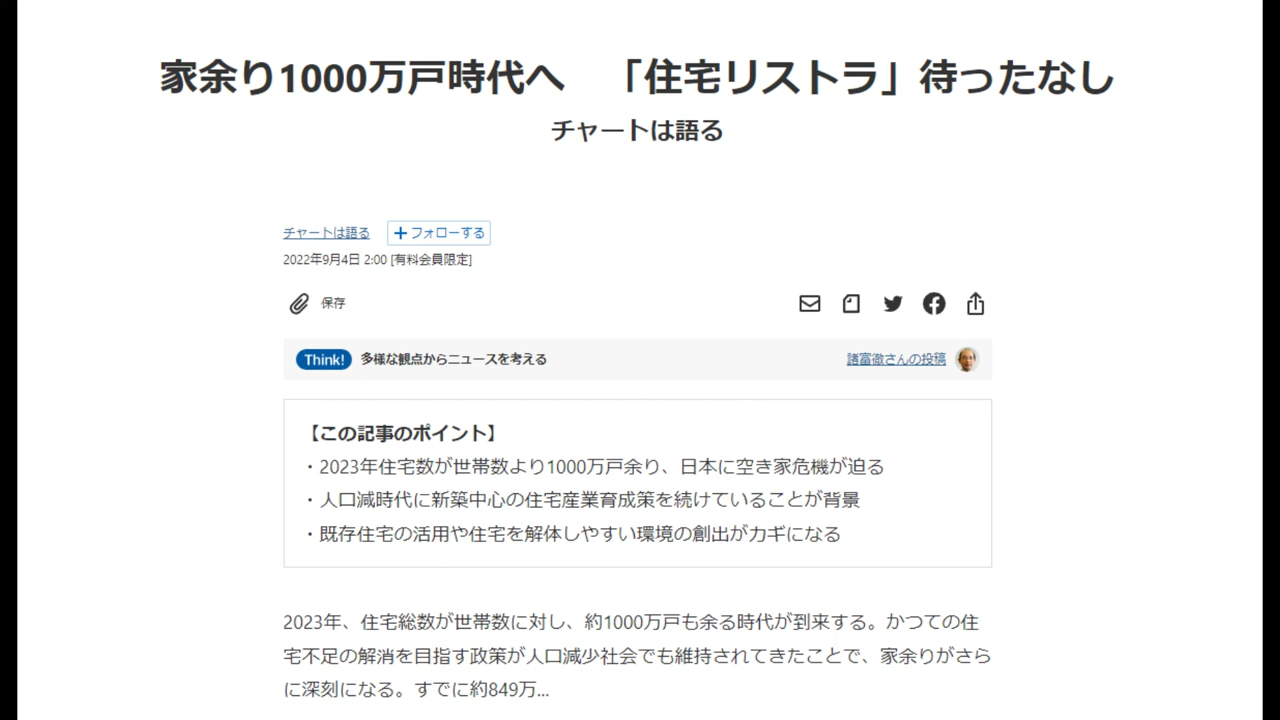 家余り1000万戸時代へ　「住宅リストラ」待ったなし
チャートは語る
チャートは語る ＋フォローする
2022年9月4日 2:00 [有料会員限定]
保存
Think! 多様な観点からニュースを考える 諸富徹さんの投稿
【この記事のポイント】
・2023年住宅数が世帯数より1000万戸余り、日本に空き家危機が迫る
・人口減時代に新築中心の住宅産業育成策を続けていることが背景
・既存住宅の活用や住宅を解体しやすい環境の創出がカギになる
2023年、住宅総数が世帯数に対し、約1000万戸も余る時代が到来する。かつての住
宅不足の解消を目指す政策が人口減少社会でも維持されてきたことで、家余りがさら
に深刻になる。すでに約849万...